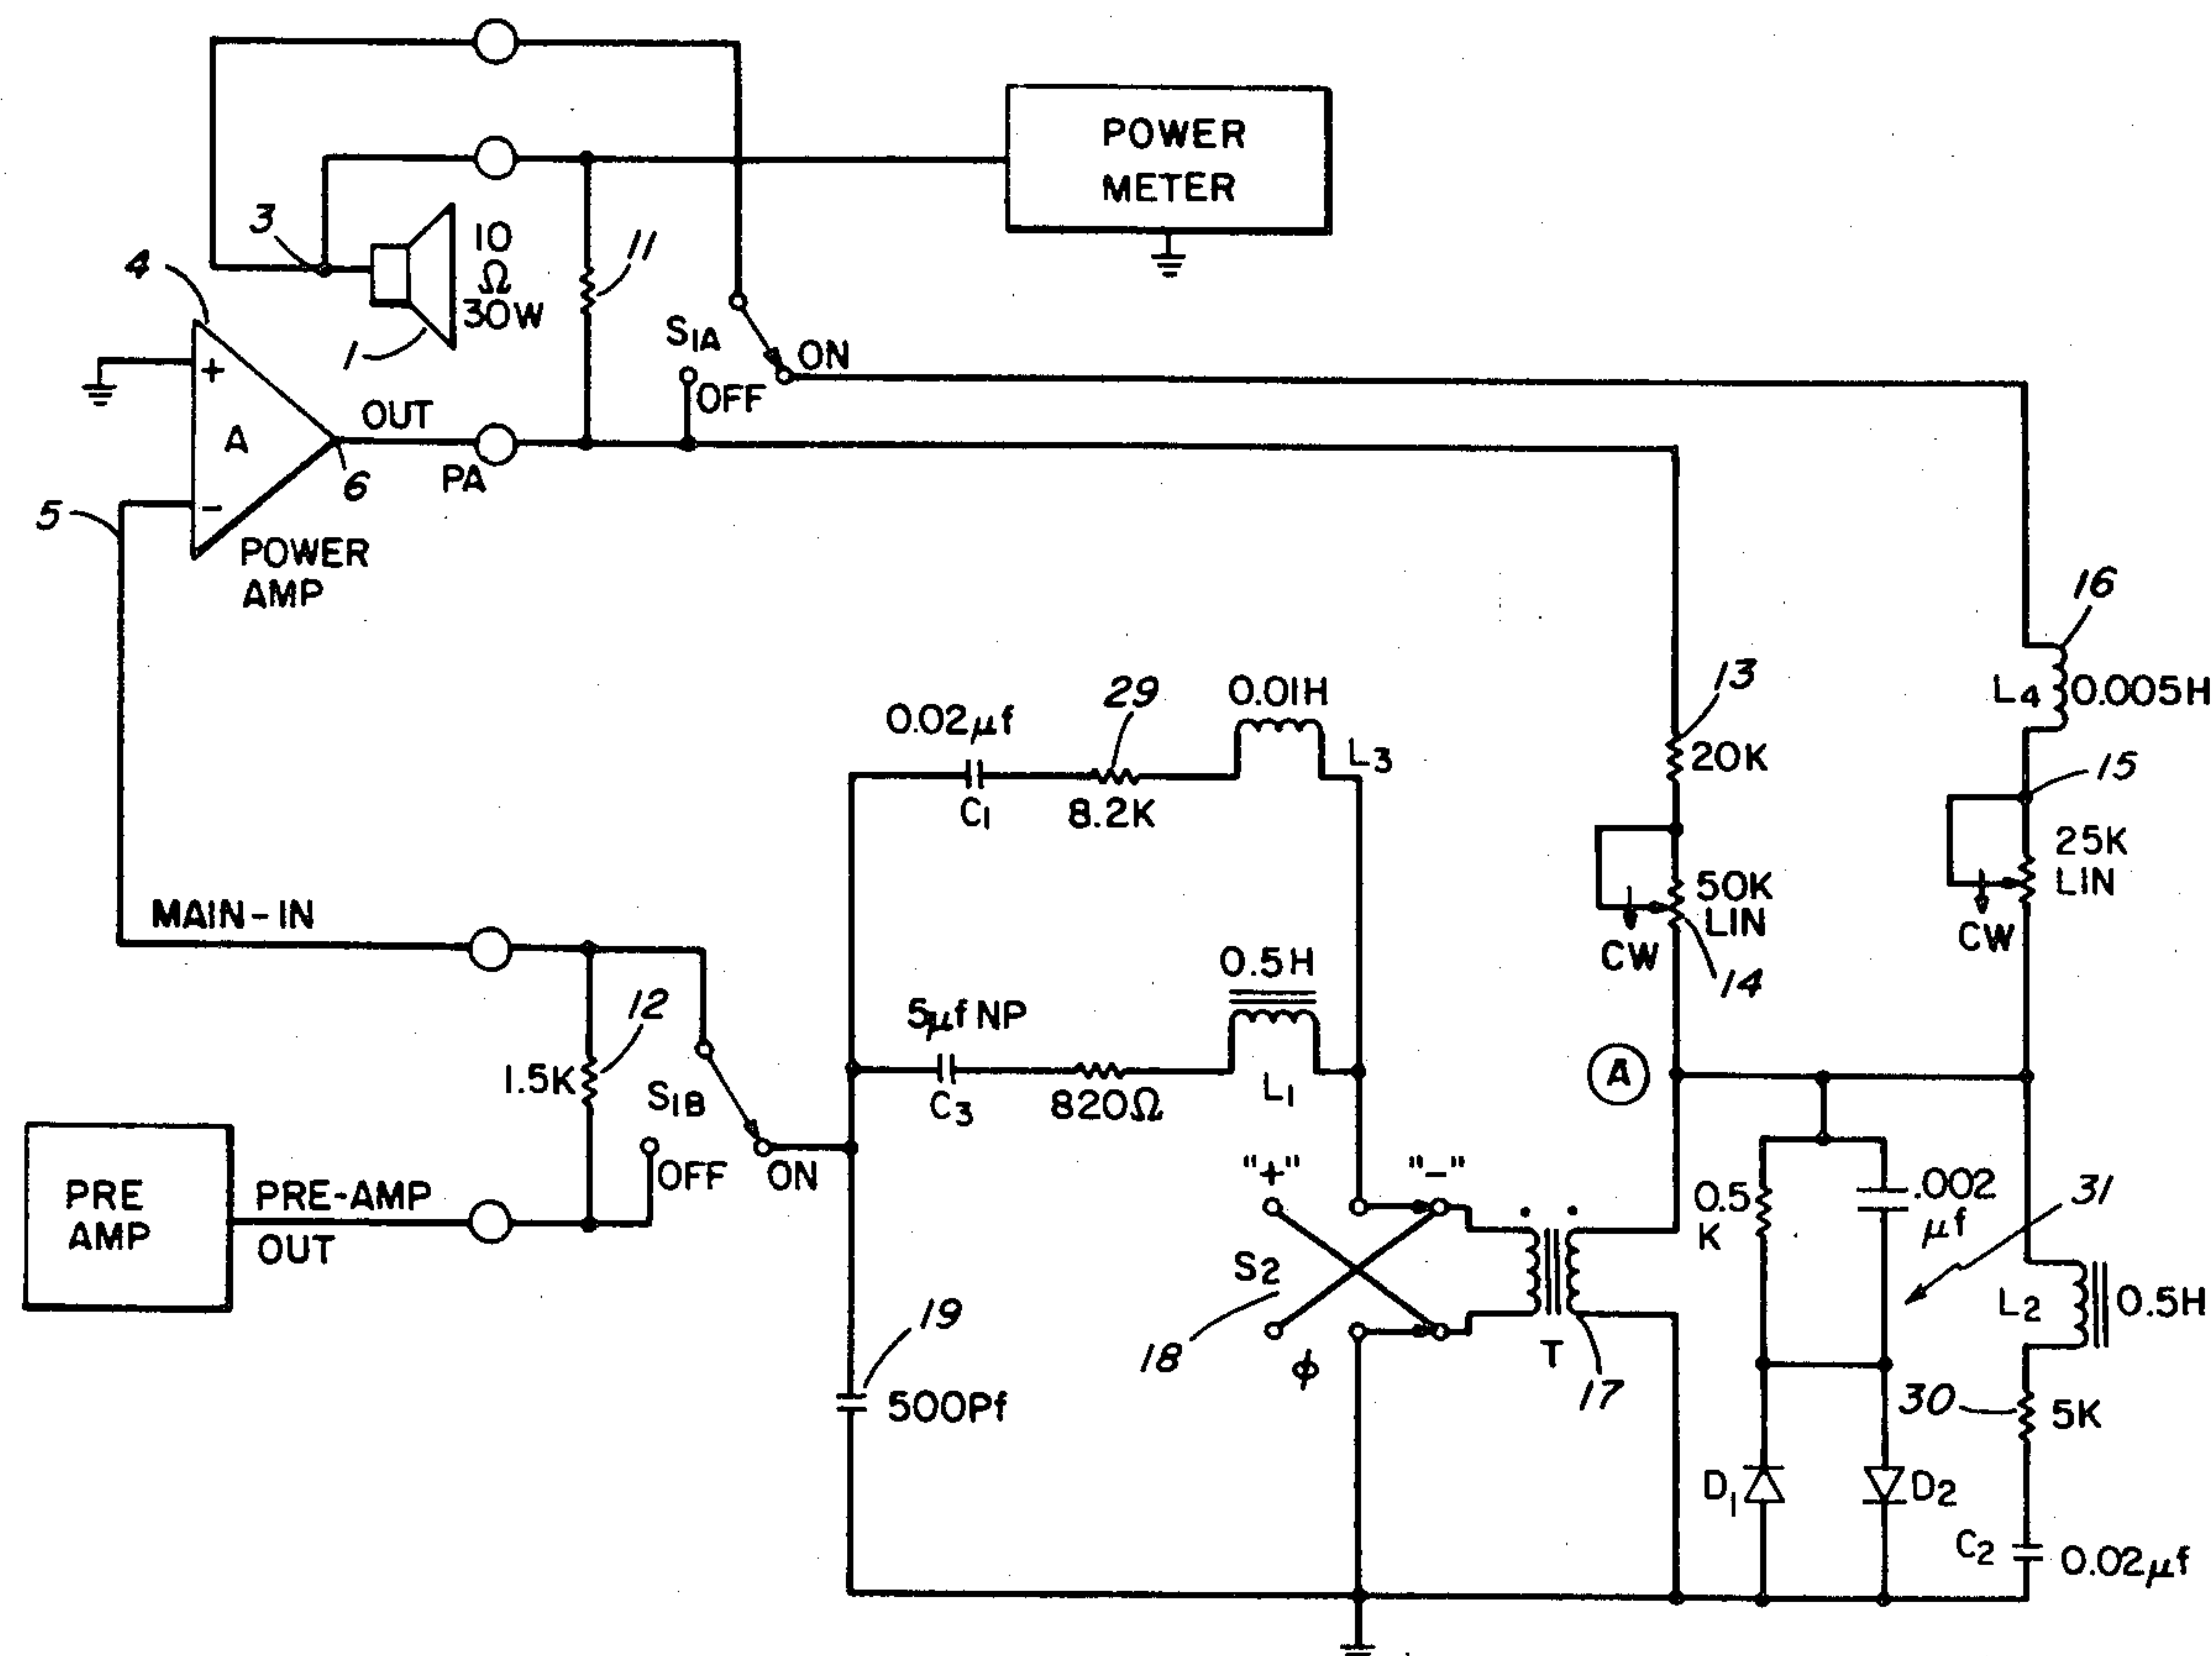 POWER
METER
3
4
10
Ω
30W
11
1
S1A
ON
OFF
+
A
OUT
6
PA
5
-
POWER
AMP
16
L4
0.005H
13
20K
15
25K
LIN
CW
50K
LIN
CW
14
0.02µf
29
0.01H
C1
8.2K
L3
MAIN-IN
12
1.5K
S1B
OFF
ON
5µf NP
0.5H
C3
820Ω
L1
A
PRE
AMP
PRE-AMP
OUT
"+"
"-"
S2
18
ϕ
T
17
19
500Pf
0.5
K
.002
µf
31
L2
0.5H
30
5K
D1
D2
C2
0.02µf